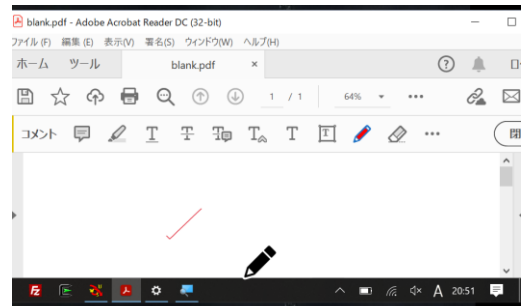 blank.pdf - Adobe Acrobat Reader DC (32-bit)
ファイル(F) 編集(E) 表示(V) 署名(S) ウィンドウ(W) ヘルプ(H)
ホーム ツール blank.pdf × ?
1 / 1 64%
コメント T T T T T T
Fz A 20:51